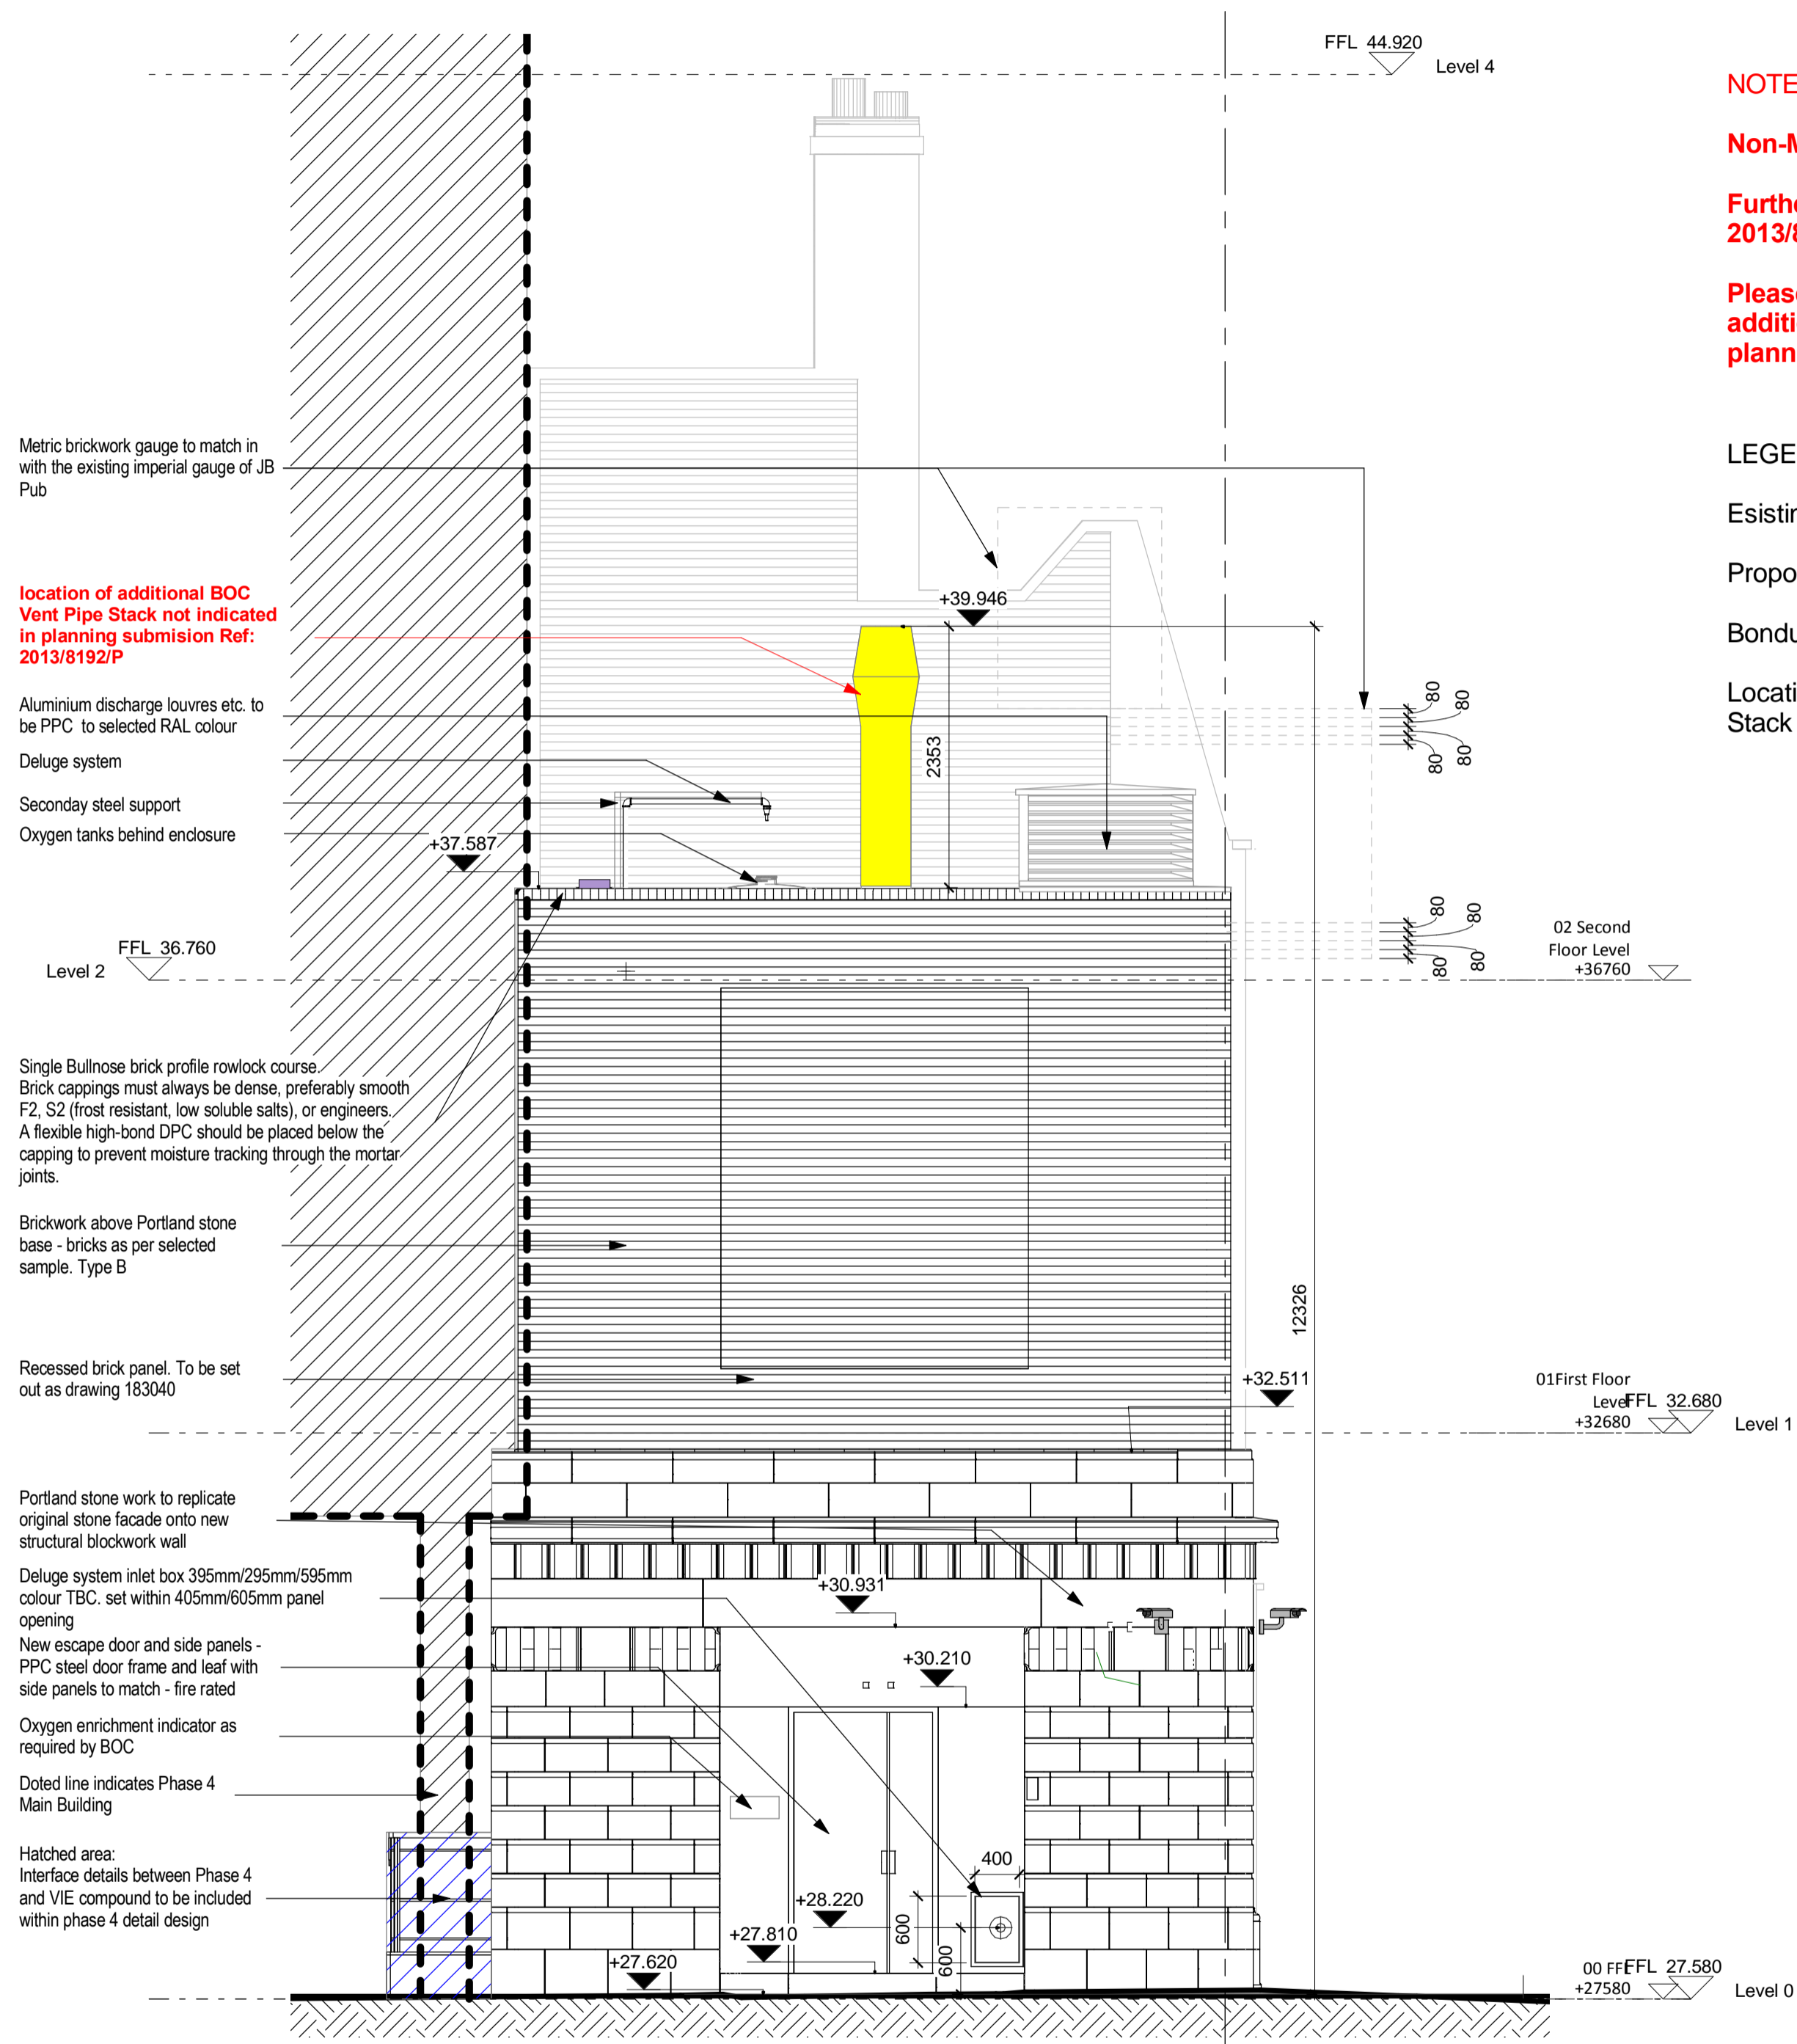 FFL 44.920
Level 4
NOTE
Non-M
Furthe
2013/8
Please
additi
plann
LEGE
Esistin
Propo
Bondu
Locati
Stack
Metric brickwork gauge to match in
with the existing imperial gauge of JB
Pub
location of additional BOC
Vent Pipe Stack not indicated
in planning submision Ref:
2013/8192/P
Aluminium discharge louvres etc. to
be PPC to selected RAL colour
Deluge system
Seconday steel support
Oxygen tanks behind enclosure
+37.587
+39.946
2353
80
80
80
80
80
80
80
80
02 Second
Floor Level
+36760
FFL 36.760
Level 2
Single Bullnose brick profile rowlock course.
Brick cappings must always be dense, preferably smooth
F2, S2 (frost resistant, low soluble salts), or engineers.
A flexible high-bond DPC should be placed below the
capping to prevent moisture tracking through the mortar
joints.
Brickwork above Portland stone
base - bricks as per selected
sample. Type B
12326
Recessed brick panel. To be set
out as drawing 183040
+32.511
01First Floor
Level
+32680
FFL 32.680
Level 1
Portland stone work to replicate
original stone facade onto new
structural blockwork wall
Deluge system inlet box 395mm/295mm/595mm
colour TBC. set within 405mm/605mm panel
opening
New escape door and side panels -
PPC steel door frame and leaf with
side panels to match - fire rated
Oxygen enrichment indicator as
required by BOC
Doted line indicates Phase 4
Main Building
Hatched area:
Interface details between Phase 4
and VIE compound to be included
within phase 4 detail design
+30.931
+30.210
400
+28.220
600
600
+27.810
+27.620
00 FFL
+27580
FFL 27.580
Level 0